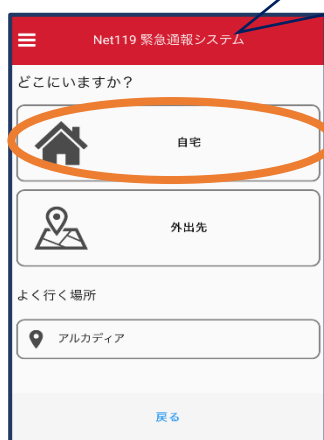 Net119 緊急通報システム
どこにいますか？
自宅
外出先
よく行く場所
アルカディア
戻る